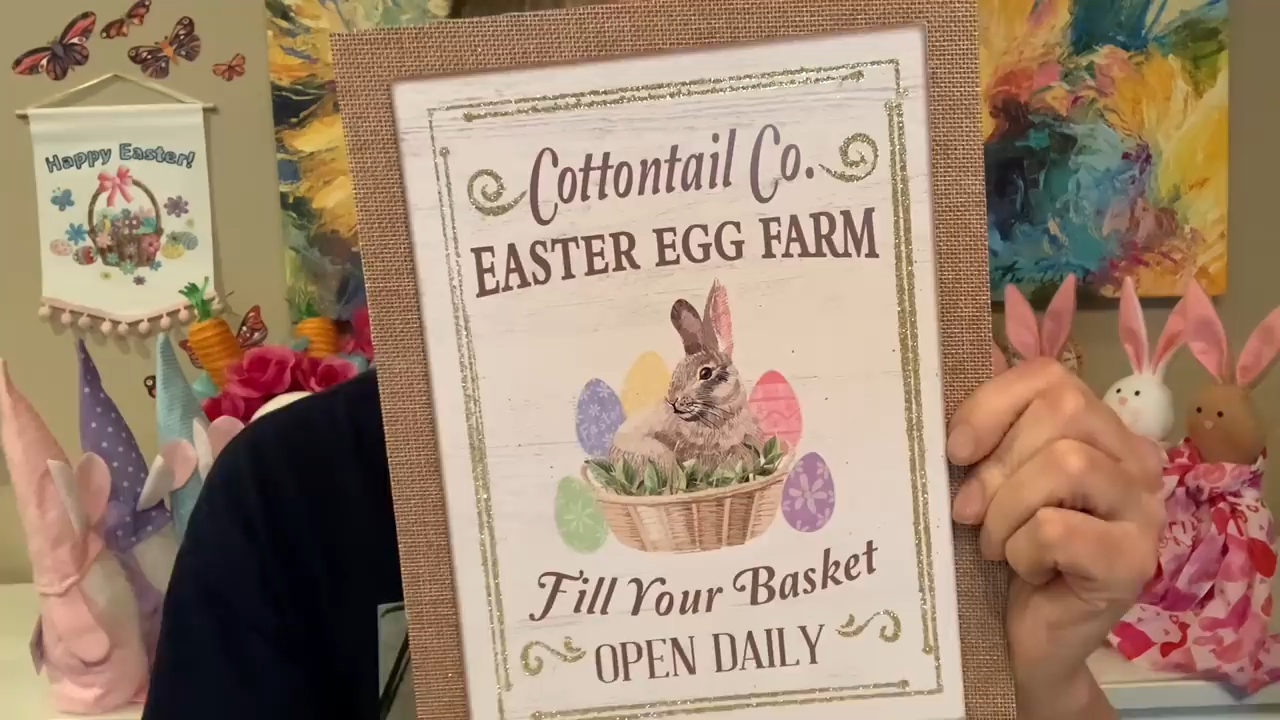 Happy Easter!
Cottontail Co.
EASTER EGG FARM
Fill Your Basket
OPEN DAILY